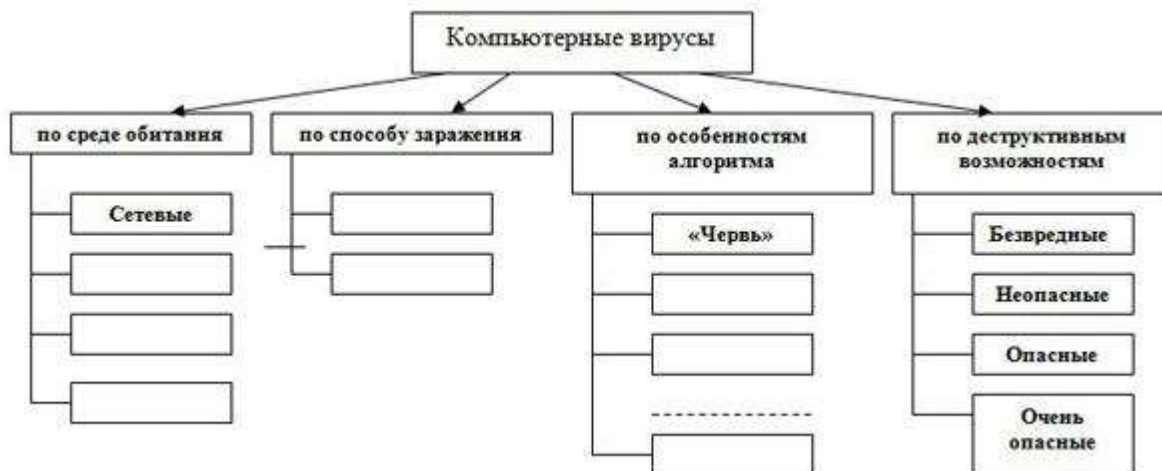 Компьютерные вирусы
по среде обитания
по способу заражения
по особенностям
алгоритма
по деструктивным
возможностям
Сетевые
«Червь»
Безвредные
Неопасные
Опасные
Очень
опасные